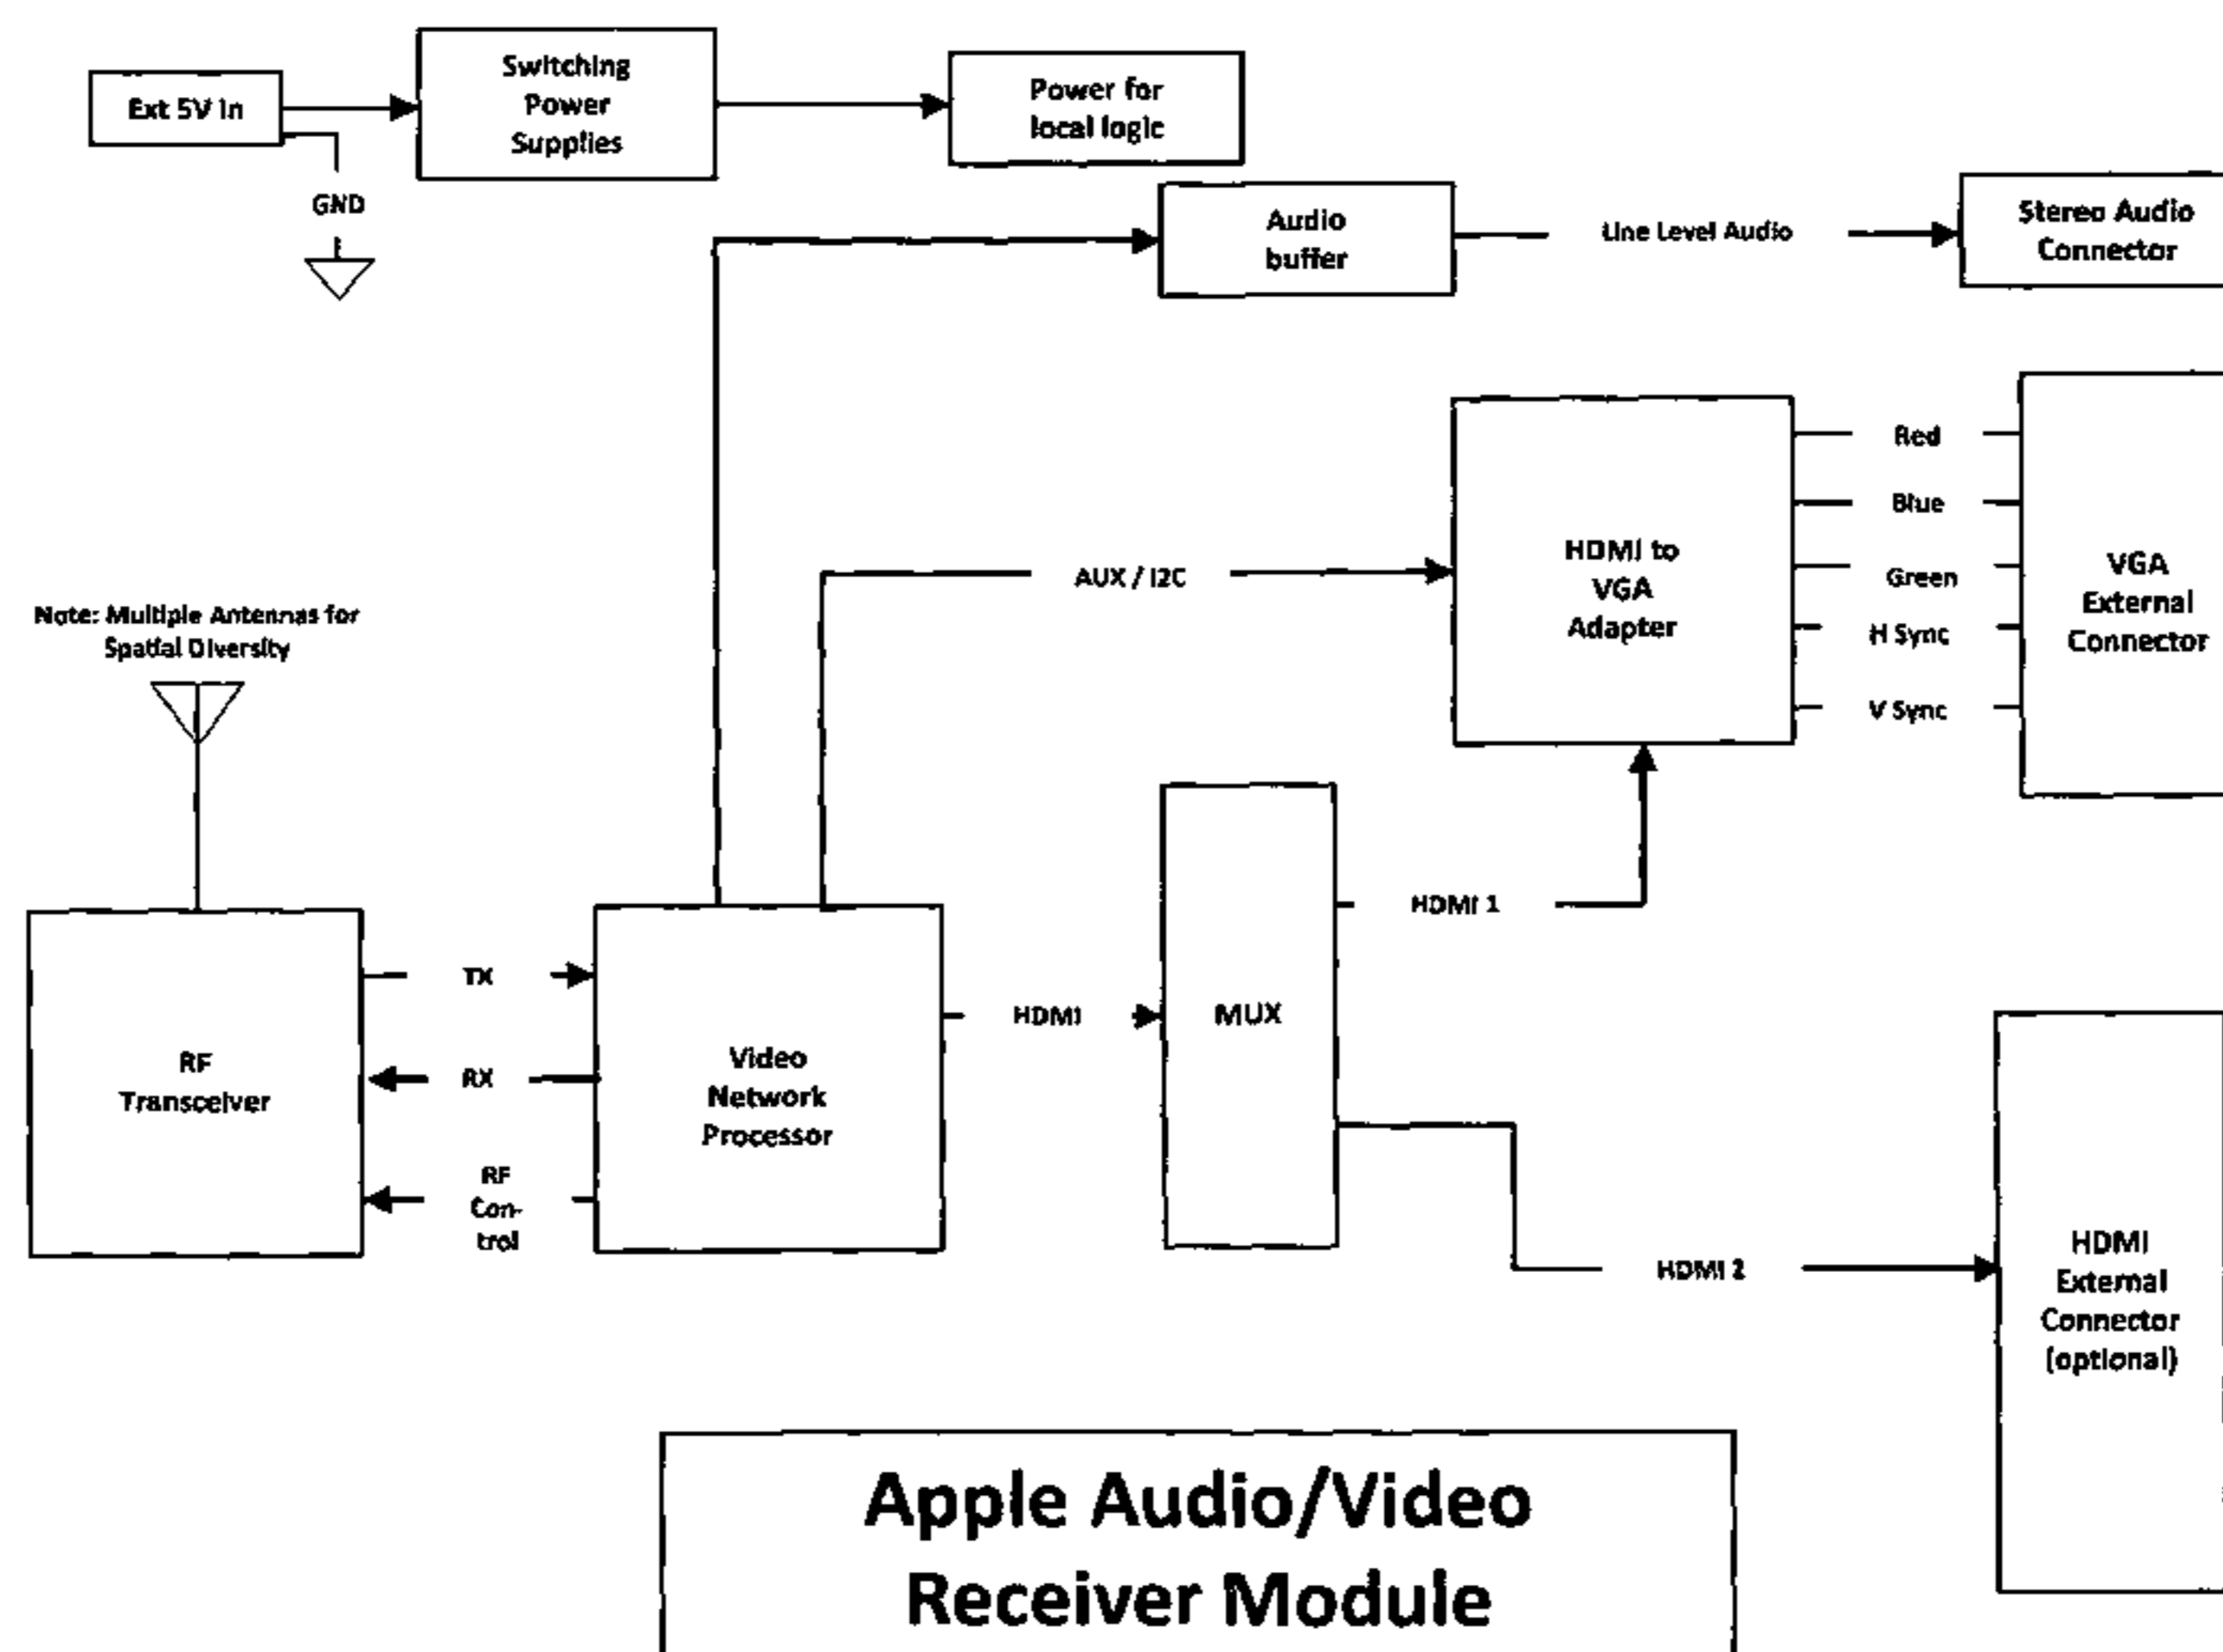 Ext 5V In
Switching
Power
Supplies
Power for
local logic
GND
Audio
buffer
Line Level Audio
Stereo Audio
Connector
Note: Multiple Antennas for
Spatial Diversity
AUX / I2C
HDMI to
VGA
Adapter
Red
Blue
Green
H Sync
V Sync
VGA
External
Connector
RF
Transceiver
TX
RX
RF
Con-
trol
Video
Network
Processor
HDMI
MUX
HDMI 1
HDMI 2
HDMI
External
Connector
(optional)
Apple Audio/Video
Receiver Module